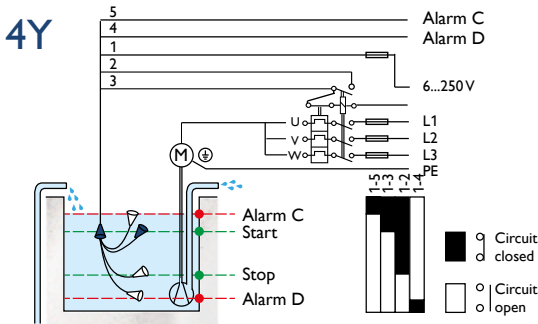 4Y
5 Alarm C
4 Alarm D
1
2
3 6...250 V
U L1
V L2
W L3
M PE
1-5 1-3 1-2 1-4
Alarm C
Start
Stop
Alarm D
Circuit
closed
Circuit
open